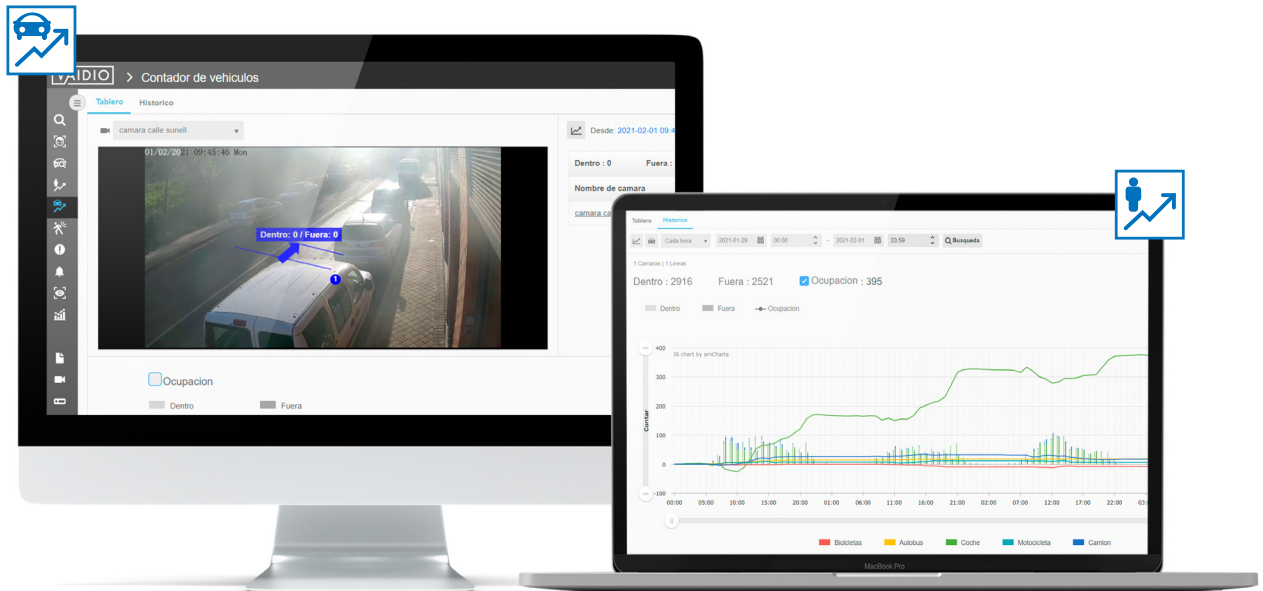 VAIDIO > Contador de vehiculos
Tablero Historico
camara calle sunell
01/02/2021 09:45:46 Mon
Dentro: 0 / Fuera: 0
1
Ocupacion
Dentro Fuera
Desde: 2021-02-01 09:4
Dentro : 0 Fuera :
Nombre de camara
camara ca
Tablero Historico
Cada hora 2021-01-29 00:00 - 2021-02-01 23:59 Busqueda
1 Camaras | 1 Lineas
Dentro : 2916 Fuera : 2521 Ocupacion : 395
Dentro Fuera Ocupacion
JS chart by amCharts
Contar
400
300
200
100
0
-100
00:00 05:00 10:00 15:00 20:00 01:00 06:00 11:00 16:00 21:00 02:00 07:00 12:00 17:00 22:00 03:
Bicicletas Autobus Coche Motocicleta Camion
MacBook Pro